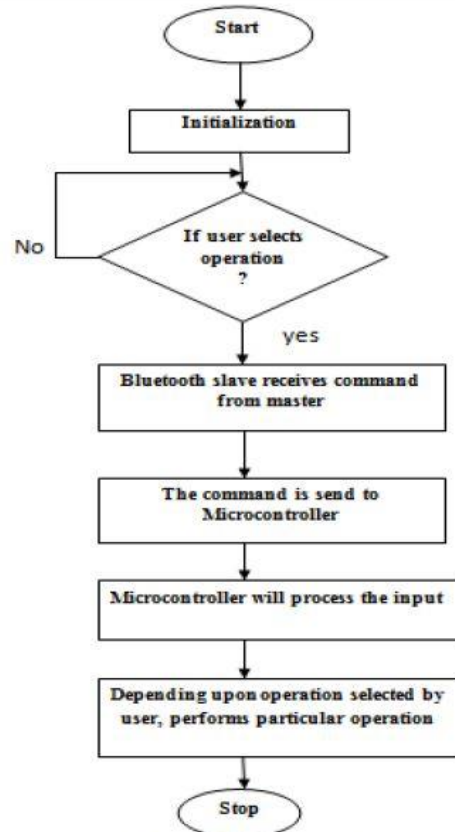 Start
Initialization
If user selects
operation
?
No
yes
Bluetooth slave receives command
from master
The command is send to
Microcontroller
Microcontroller will process the input
Depending upon operation selected by
user, performs particular operation
Stop